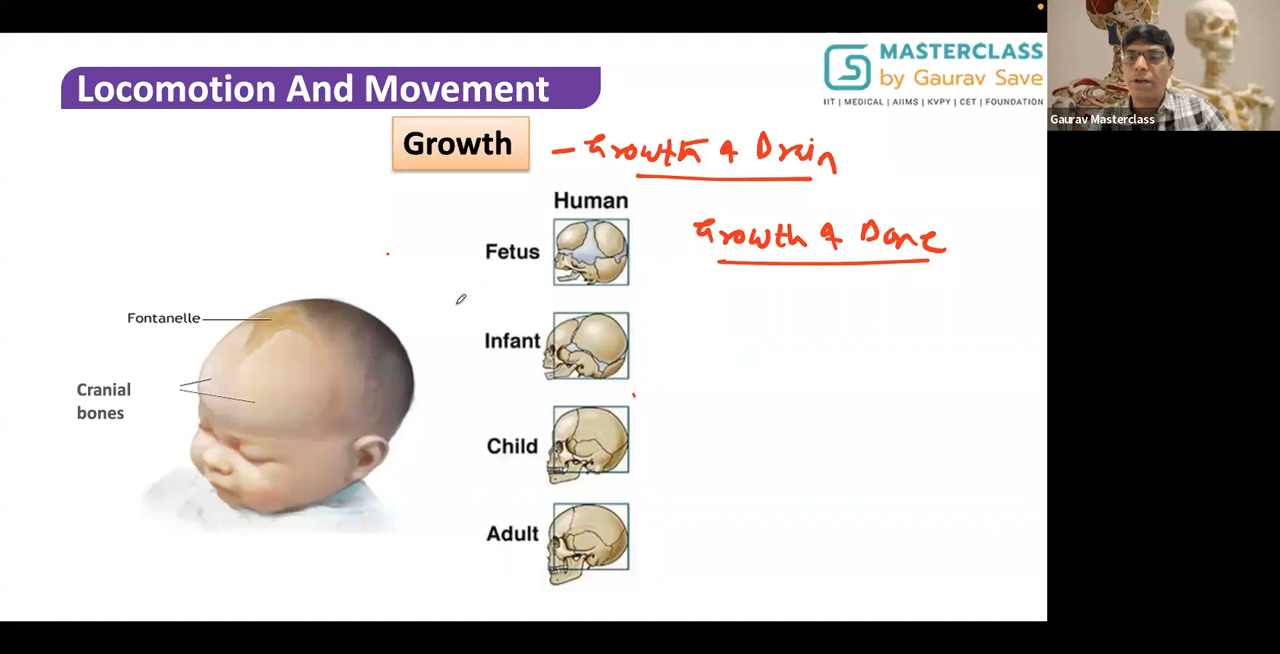 MASTERCLASS
by Gaurav Save
IIT | MEDICAL | AIIMS | KVPY | CET | FOUNDATION
Gaurav Masterclass
Locomotion And Movement
Growth
– Growth of Brain
Human
Growth of Bone
Fetus
Fontanelle
Infant
Cranial
bones
Child
Adult